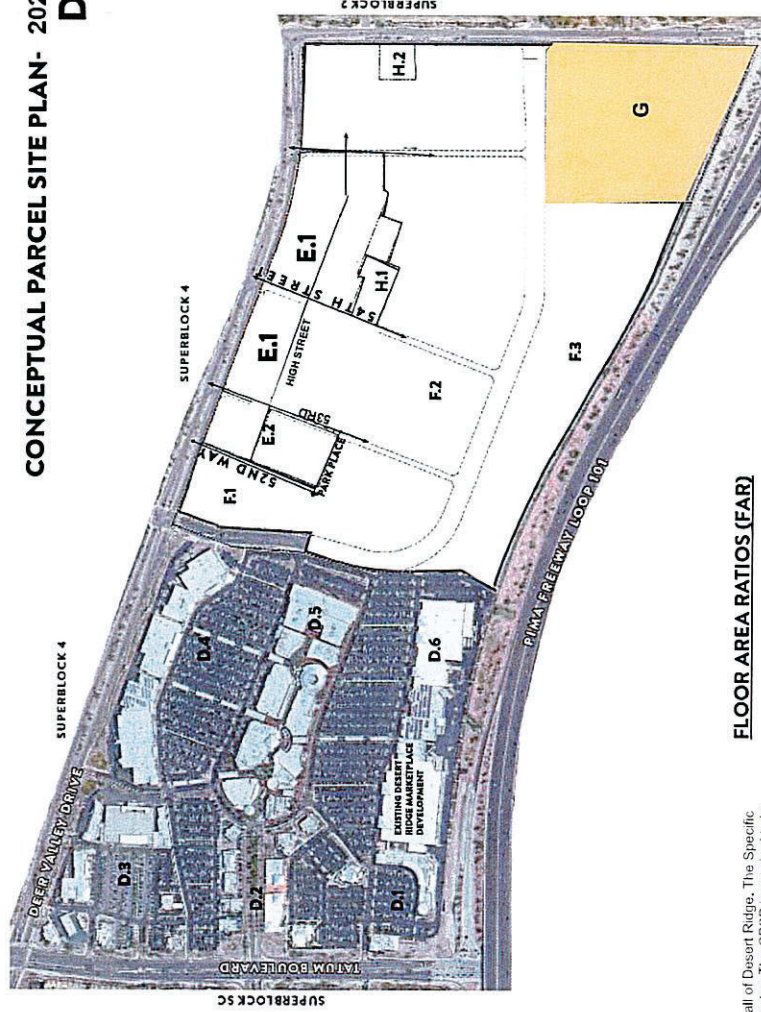 CONCEPTUAL PARCEL SITE PLAN- 202
D
SUPERBLOCK 2
SUPERBLOCK 4
SUPERBLOCK 4
DEER VALLEY DRIVE
H.2
G
E.1
E.1
54TH STREET
H.1
HIGH STREET
53RD
F.2
E.2
52ND WAY
PARK PLACE
F.1
F.3
D.4
D.5
D.6
D.3
D.2
D.1
EXISTING DESERT
RIDGE MARKETPLACE
DEVELOPMENT
PIMA FREEWAY LOOP 101
TATUM BOULEVARD
SUPERBLOCK 5C
FLOOR AREA RATIOS (FAR)
all of Desert Ridge. The Specific